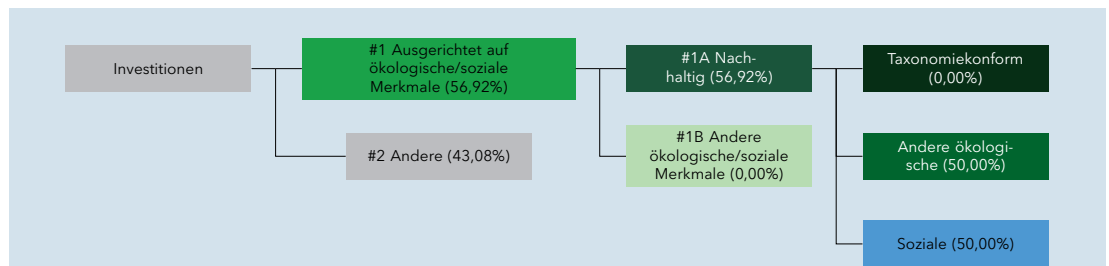 Investitionen
#1 Ausgerichtet auf
ökologische/soziale
Merkmale (56,92%)
#2 Andere (43,08%)
#1A Nach-
haltig (56,92%)
#1B Andere
ökologische/soziale
Merkmale (0,00%)
Taxonomiekonform
(0,00%)
Andere ökologi-
sche (50,00%)
Soziale (50,00%)